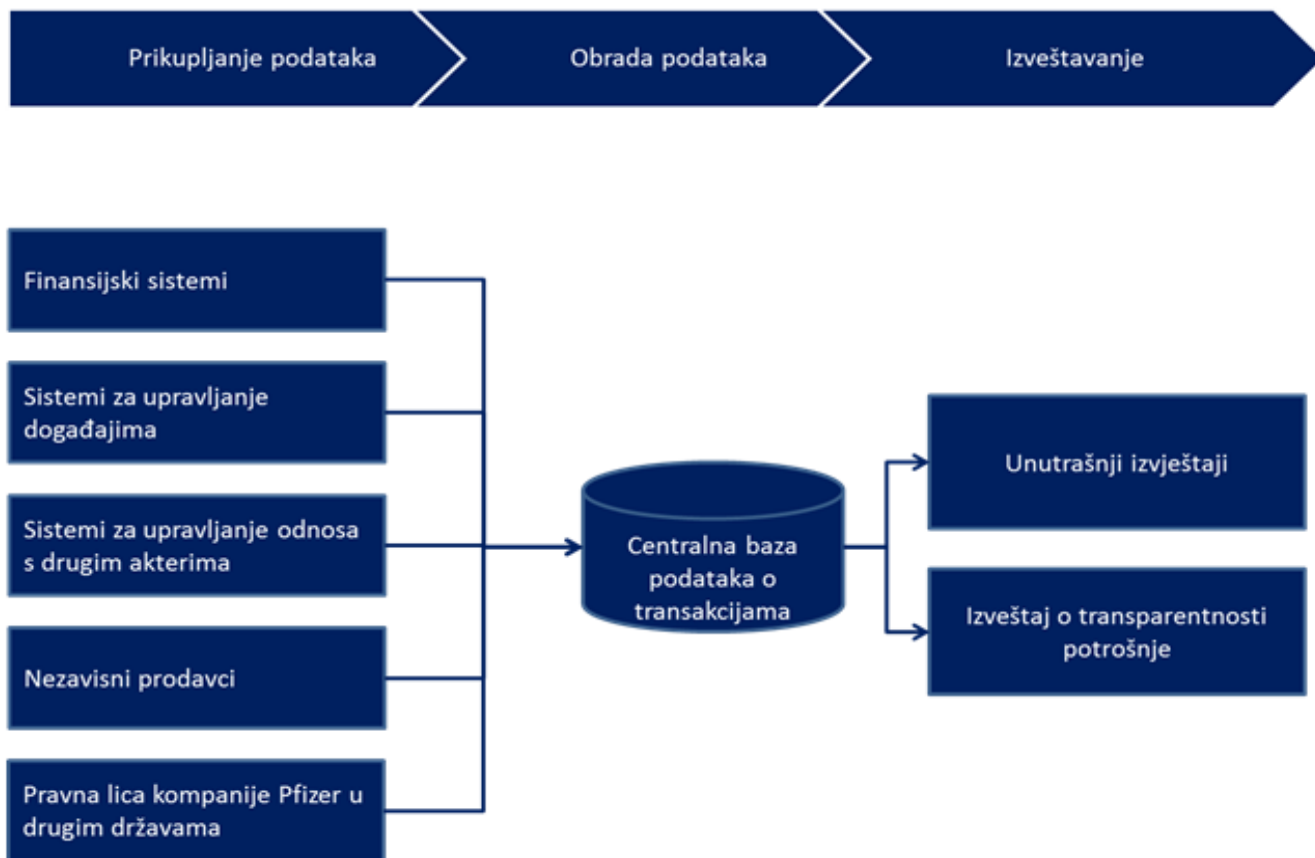 Prikupljanje podataka
Obrada podataka
Izveštavanje
Finansijski sistemi
Sistemi za upravljanje
događajima
Sistemi za upravljanje odnosa
s drugim akterima
Nezavisni prodavci
Pravna lica kompanije Pfizer u
drugim državama
Centralna baza
podataka o
transakcijama
Unutrašnji izvještaji
Izveštaj o transparentnosti
potrošnje